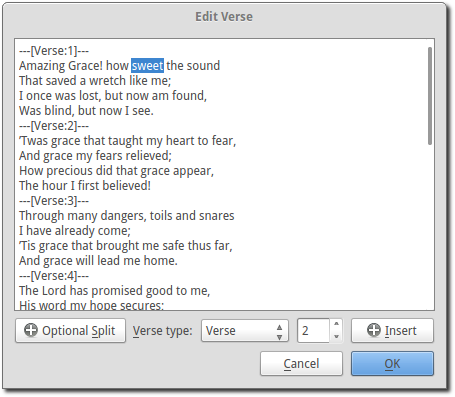 Edit Verse
---[Verse:1]---
Amazing Grace! how sweet the sound
That saved a wretch like me;
I once was lost, but now am found,
Was blind, but now I see.
---[Verse:2]---
'Twas grace that taught my heart to fear,
And grace my fears relieved;
How precious did that grace appear,
The hour I first believed!
---[Verse:3]---
Through many dangers, toils and snares
I have already come;
'Tis grace that brought me safe thus far,
And grace will lead me home.
---[Verse:4]---
The Lord has promised good to me,
His word my hope secures;
Optional Split Verse type: Verse 2 Insert
Cancel OK